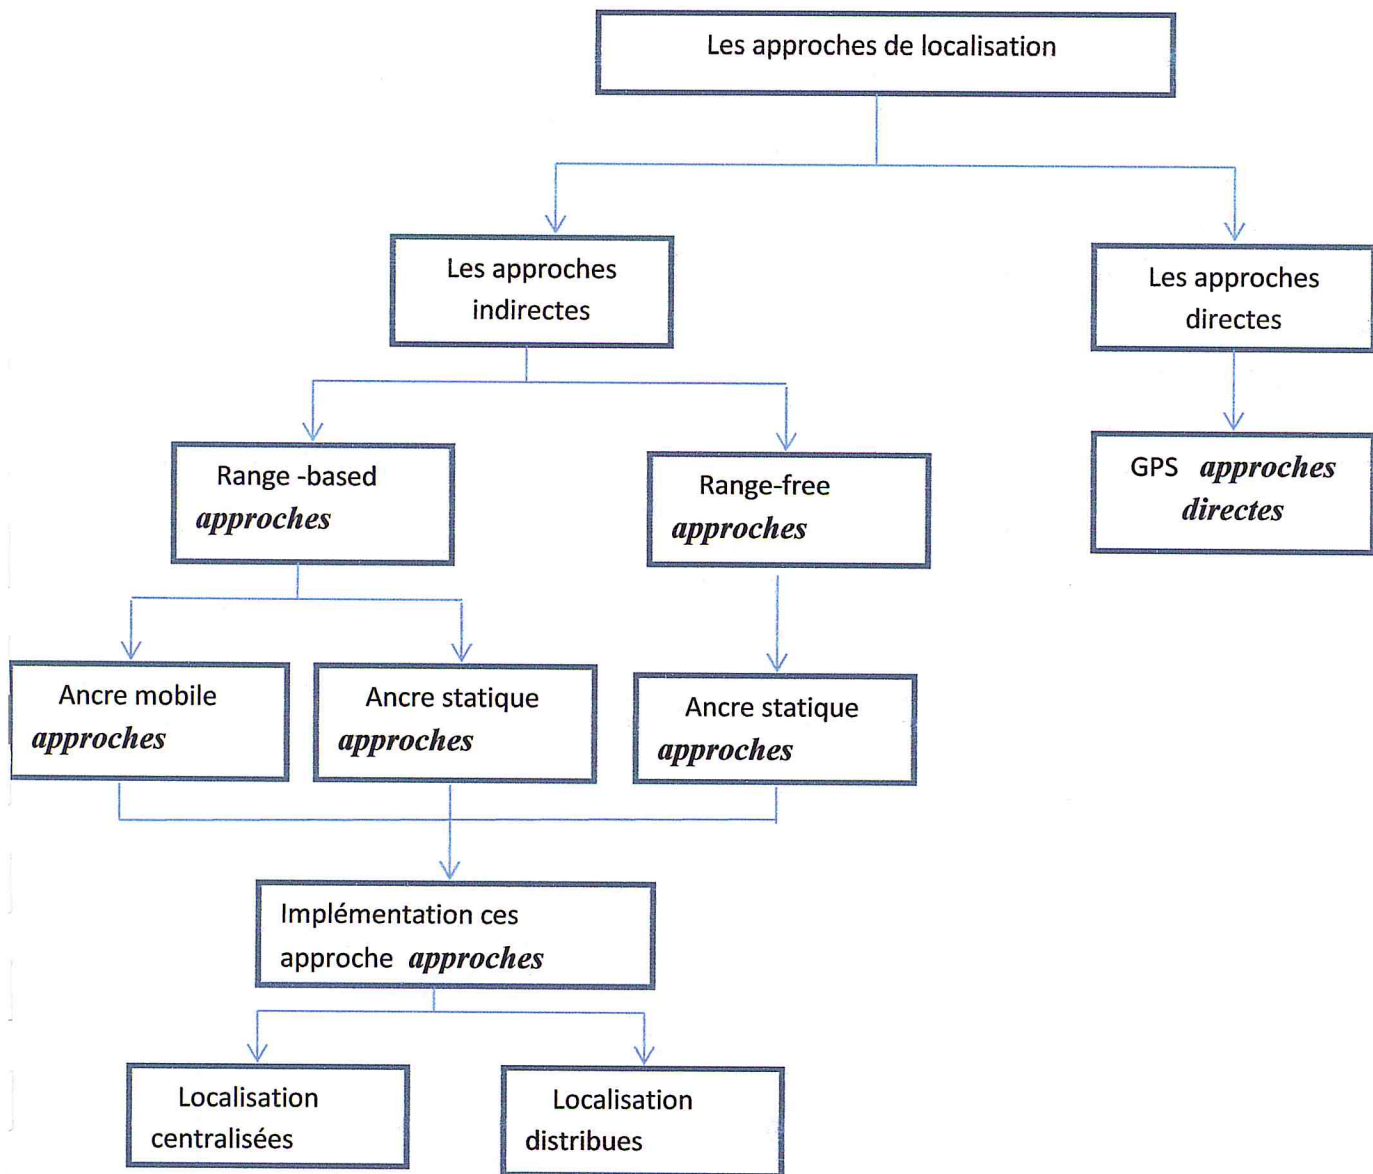 Les approches de localisation
Les approches
indirectes
Les approches
directes
Range -based
approches
Range-free
approches
GPS approches
directes
Ancre mobile
approches
Ancre statique
approches
Ancre statique
approches
Implémentation ces
approche approches
Localisation
centralisées
Localisation
distribues